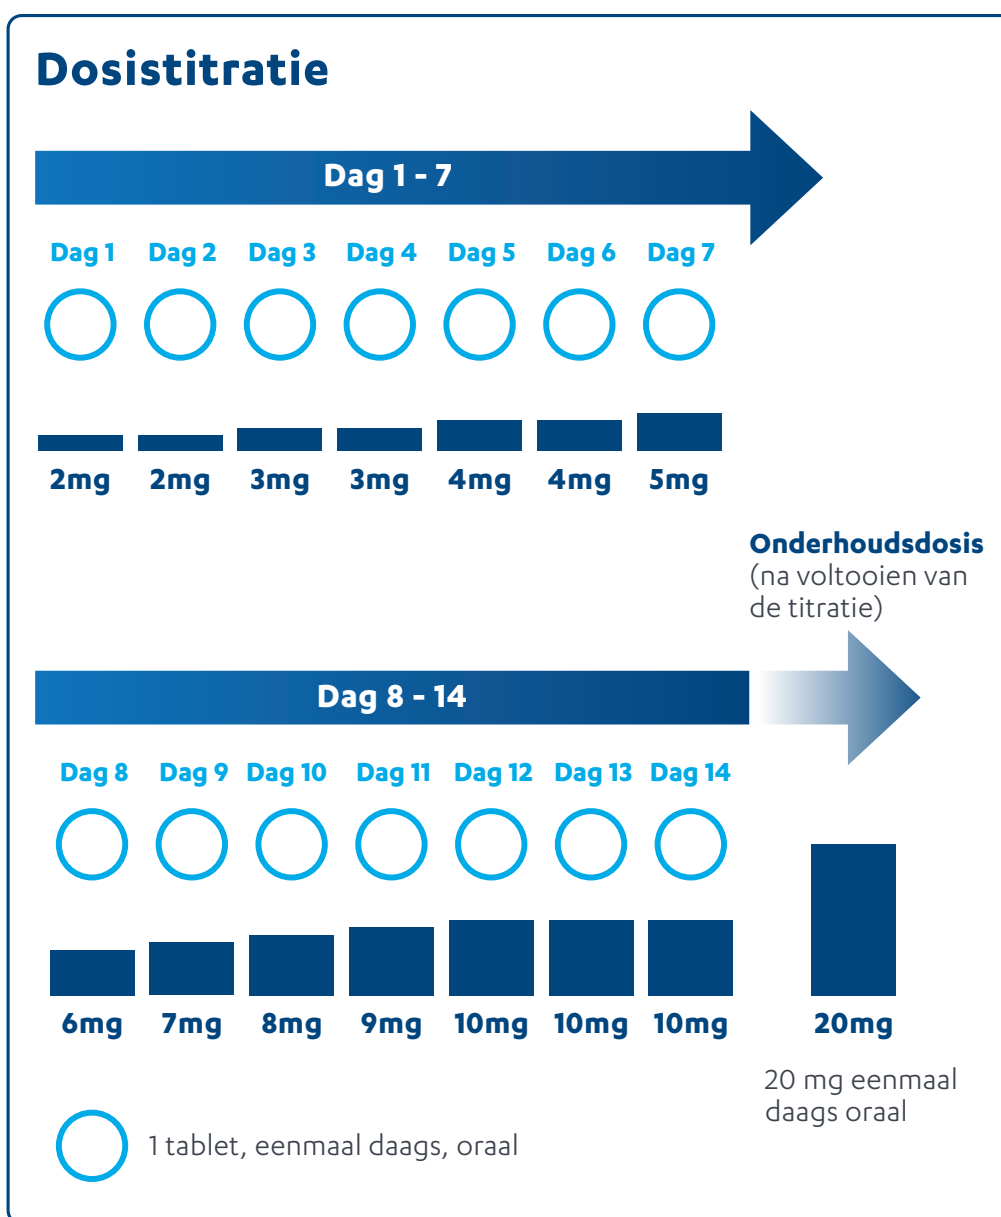 Dosistitratie
Dag 1 - 7
Dag 1 Dag 2 Dag 3 Dag 4 Dag 5 Dag 6 Dag 7
2mg 2mg 3mg 3mg 4mg 4mg 5mg
Onderhoudsdosis
(na voltooien van
de titratie)
Dag 8 - 14
Dag 8 Dag 9 Dag 10 Dag 11 Dag 12 Dag 13 Dag 14
6mg 7mg 8mg 9mg 10mg 10mg 10mg 20mg
20 mg eenmaal
daags oraal
1 tablet, eenmaal daags, oraal